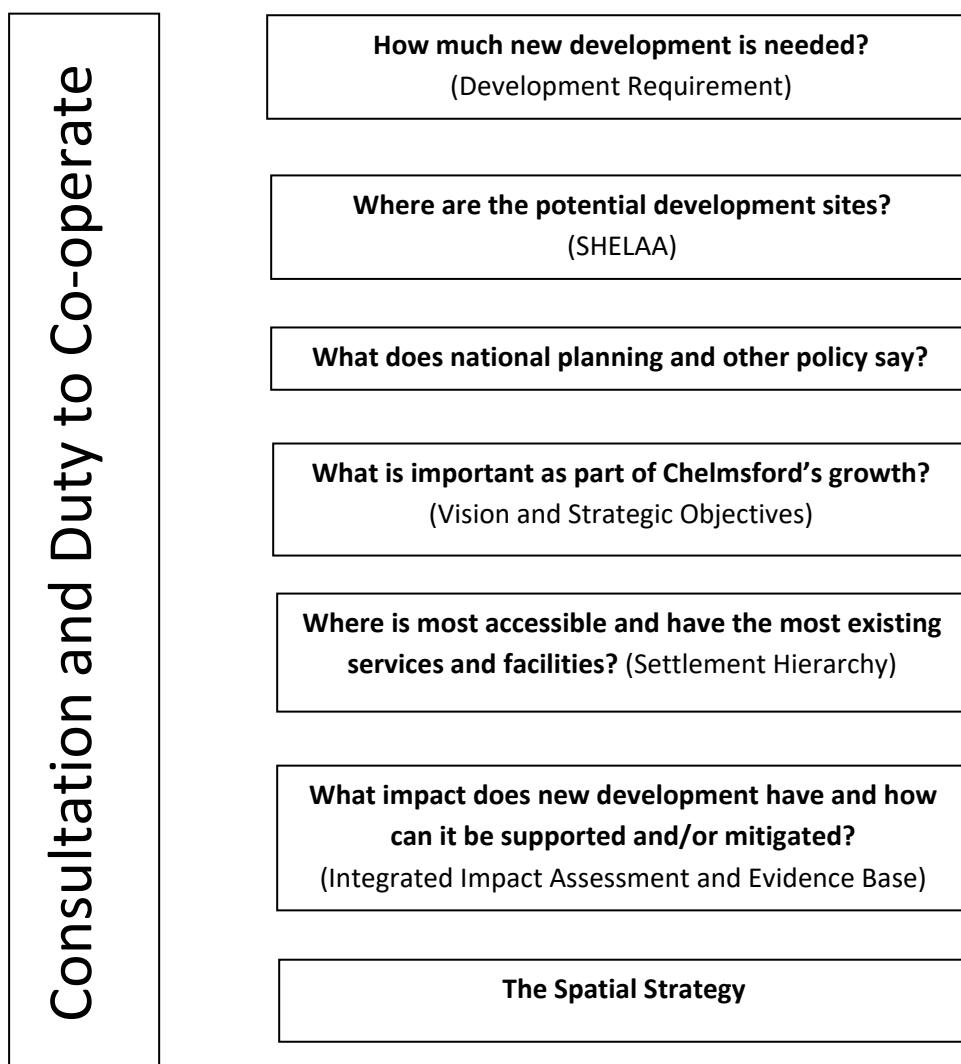 Consultation and Duty to Co-operate
How much new development is needed?
(Development Requirement)
Where are the potential development sites?
(SHELAA)
What does national planning and other policy say?
What is important as part of Chelmsford’s growth?
(Vision and Strategic Objectives)
Where is most accessible and have the most existing
services and facilities? (Settlement Hierarchy)
What impact does new development have and how
can it be supported and/or mitigated?
(Integrated Impact Assessment and Evidence Base)
The Spatial Strategy